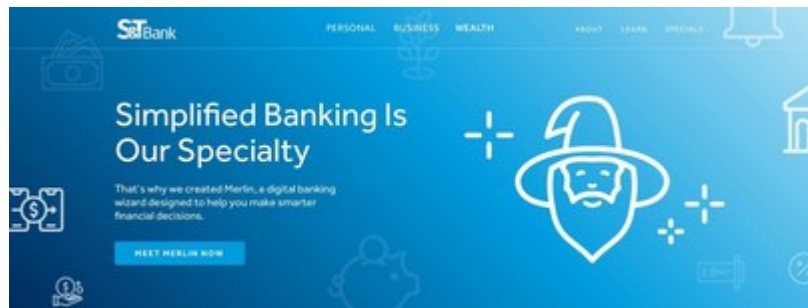 S&T Bank
PERSONAL BUSINESS WEALTH
ABOUT LEARN SPECIALS
Simplified Banking Is
Our Specialty
That's why we created Merlin, a digital banking
wizard designed to help you make smarter
financial decisions.
MEET MERLIN NOW